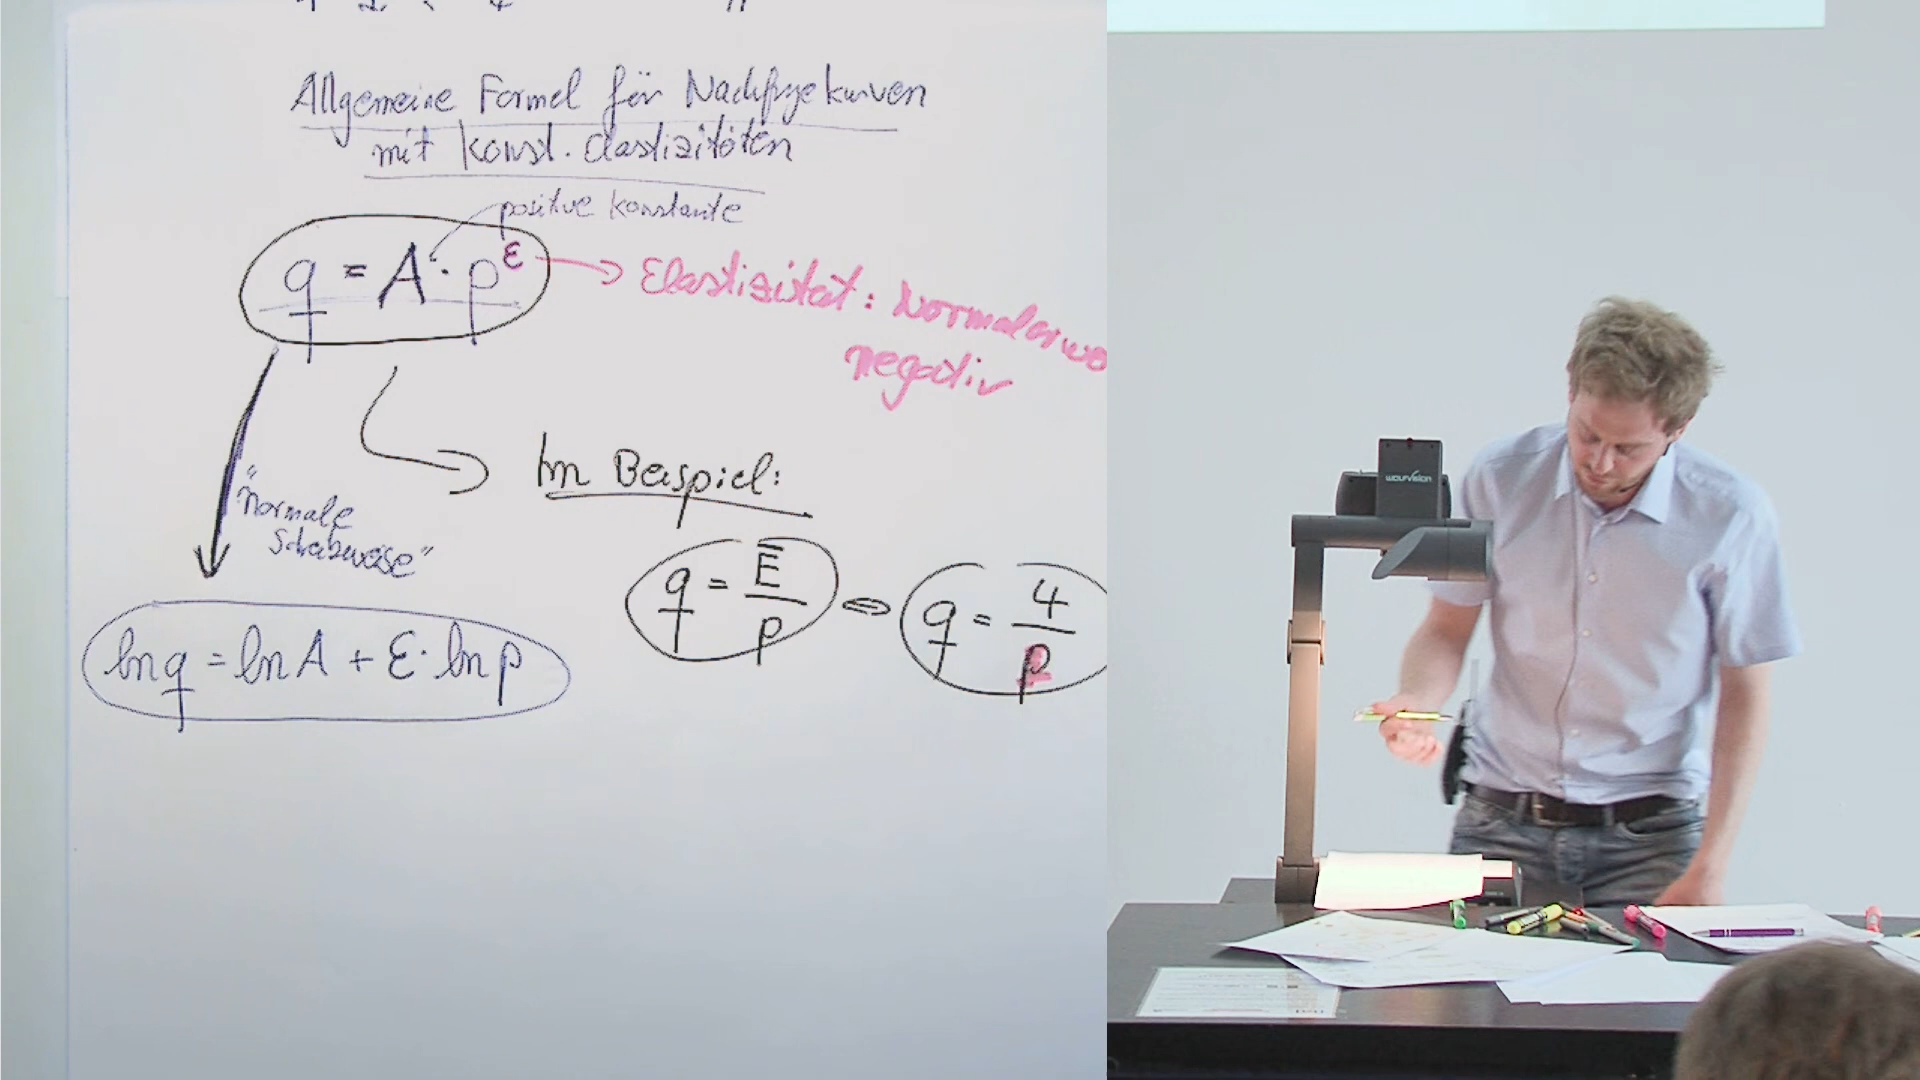 Allgemeine Formel für Nachfragekurven
mit konst. Elastizitäten
positive Konstante
q = A · p^ε → Elastizität: Normalerwe
negativ
Im Beispiel:
"Normale
Schreibweise"
q = Ē/p ⇔ q = 4/p
ln q = ln A + ε · ln p
wolfvision